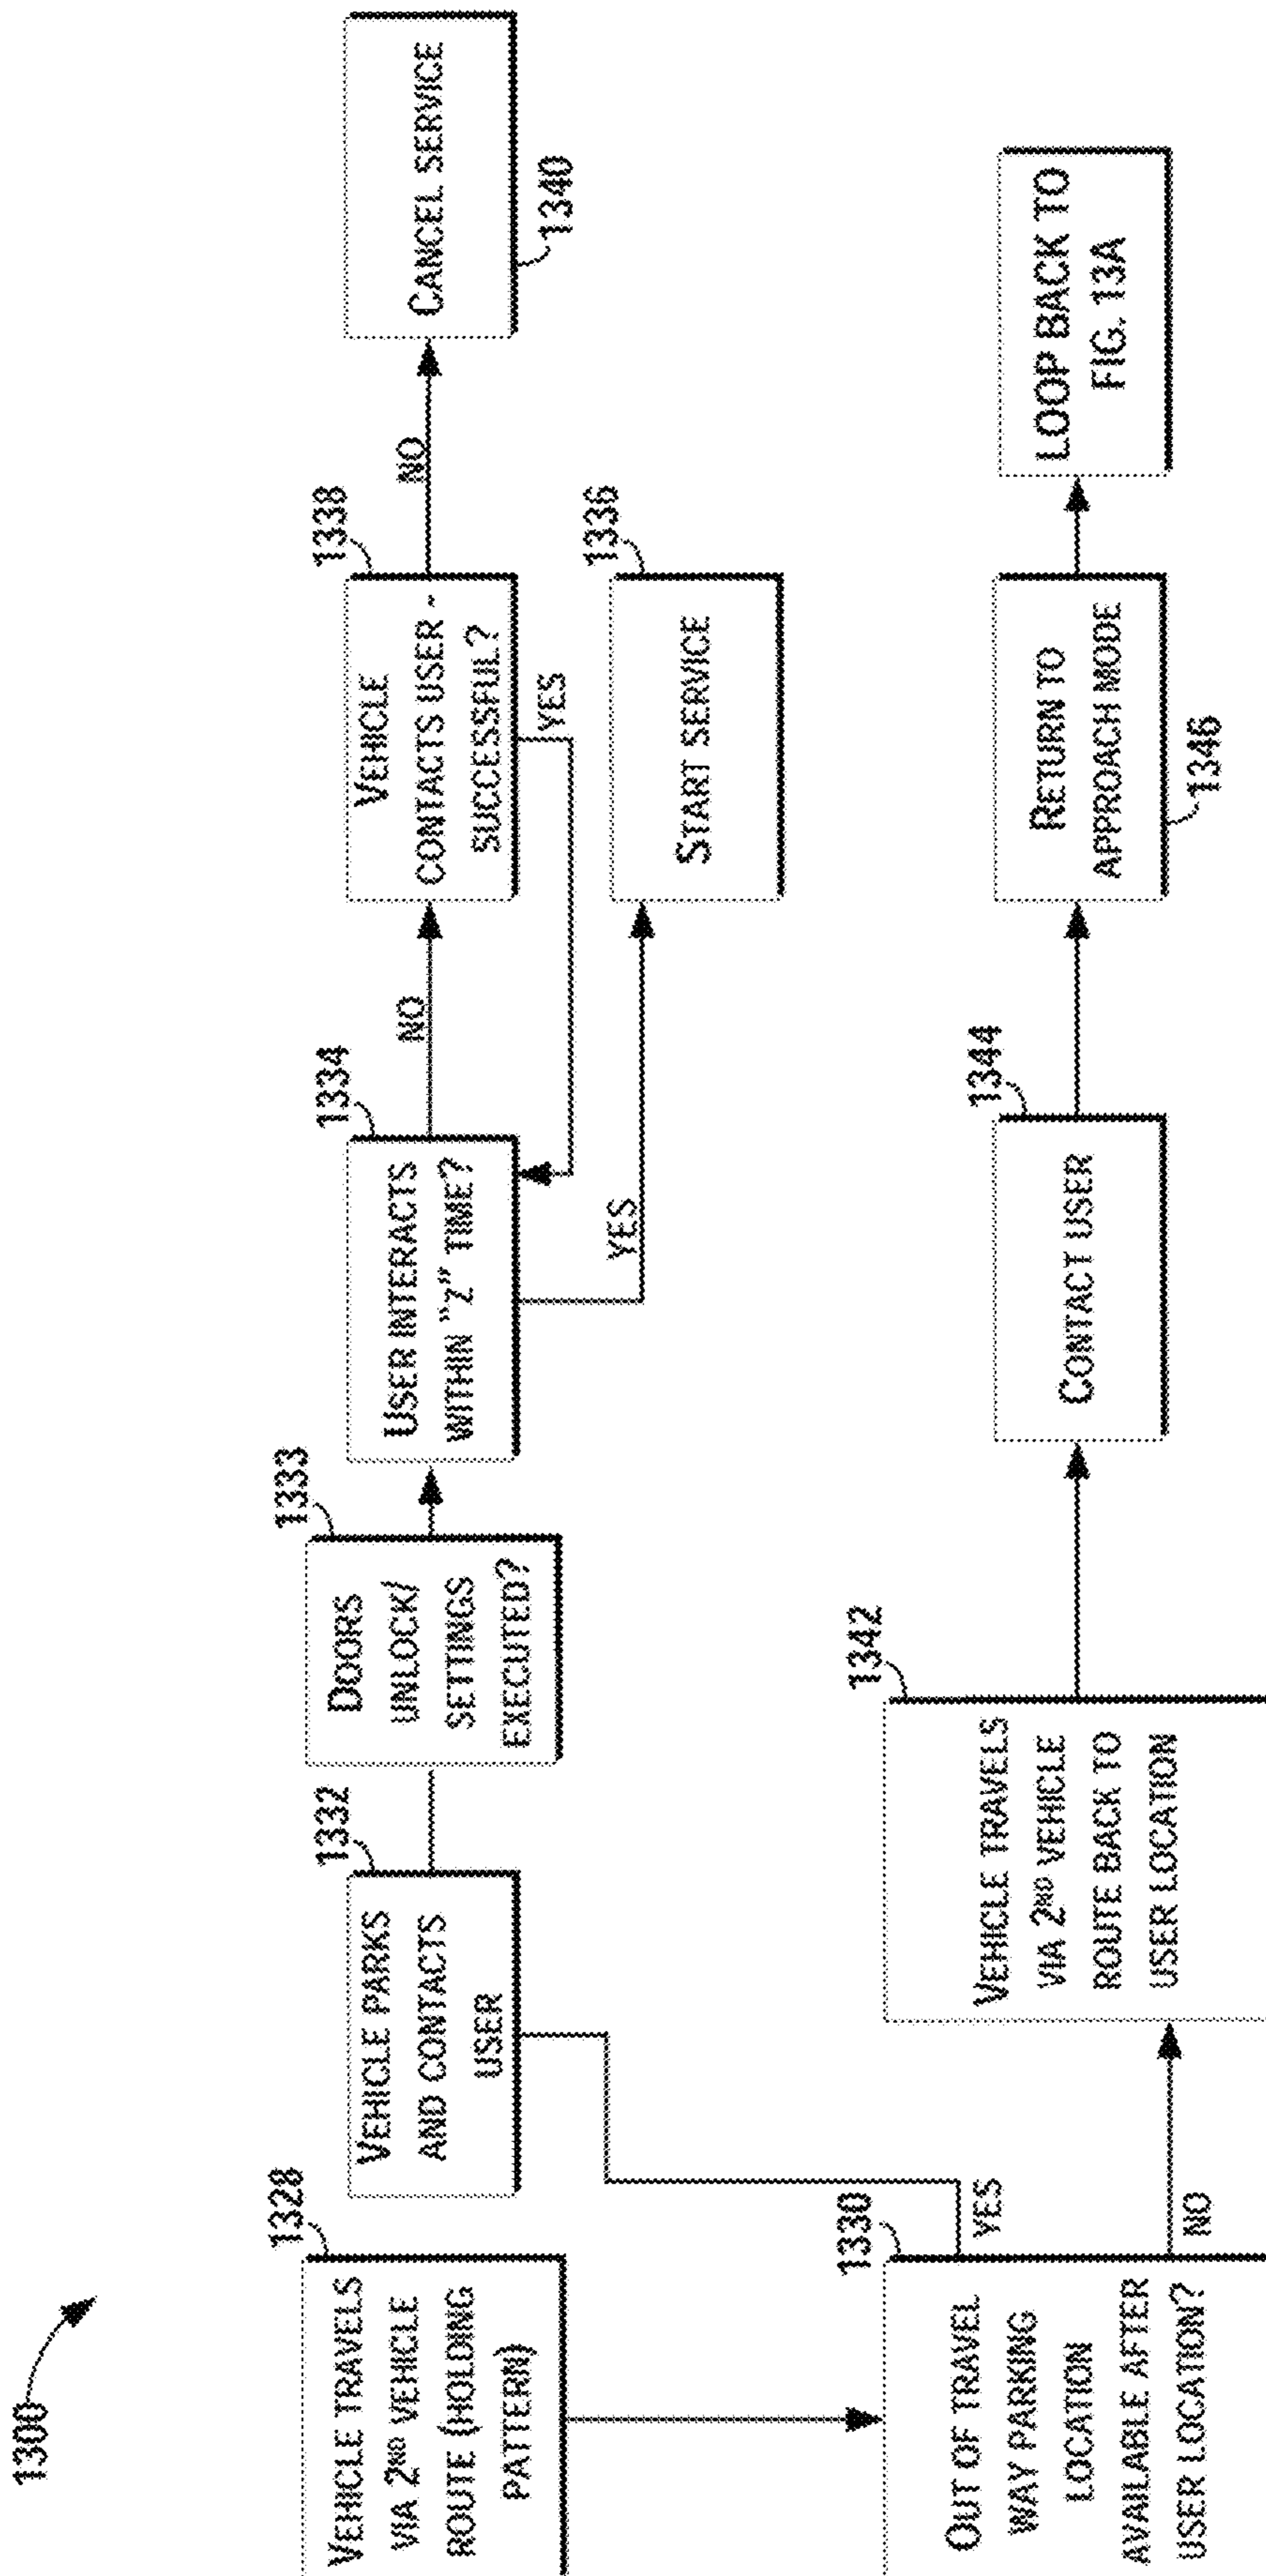 1300
1328
VEHICLE TRAVELS
VIA 2ND VEHICLE
ROUTE (HOLDING
PATTERN)
1330
OUT OF TRAVEL
WAY PARKING
LOCATION
AVAILABLE AFTER
USER LOCATION?
YES
NO
1332
VEHICLE PARKS
AND CONTACTS
USER
1333
DOORS
UNLOCK/
SETTINGS
EXECUTED?
1334
USER INTERACTS
WITHIN "Z" TIME?
NO
YES
1338
VEHICLE
CONTACTS USER -
SUCCESSFUL?
YES
NO
1336
START SERVICE
CANCEL SERVICE
1340
1342
VEHICLE TRAVELS
VIA 2ND VEHICLE
ROUTE BACK TO
USER LOCATION
1344
CONTACT USER
RETURN TO
APPROACH MODE
1346
LOOP BACK TO
FIG. 13A